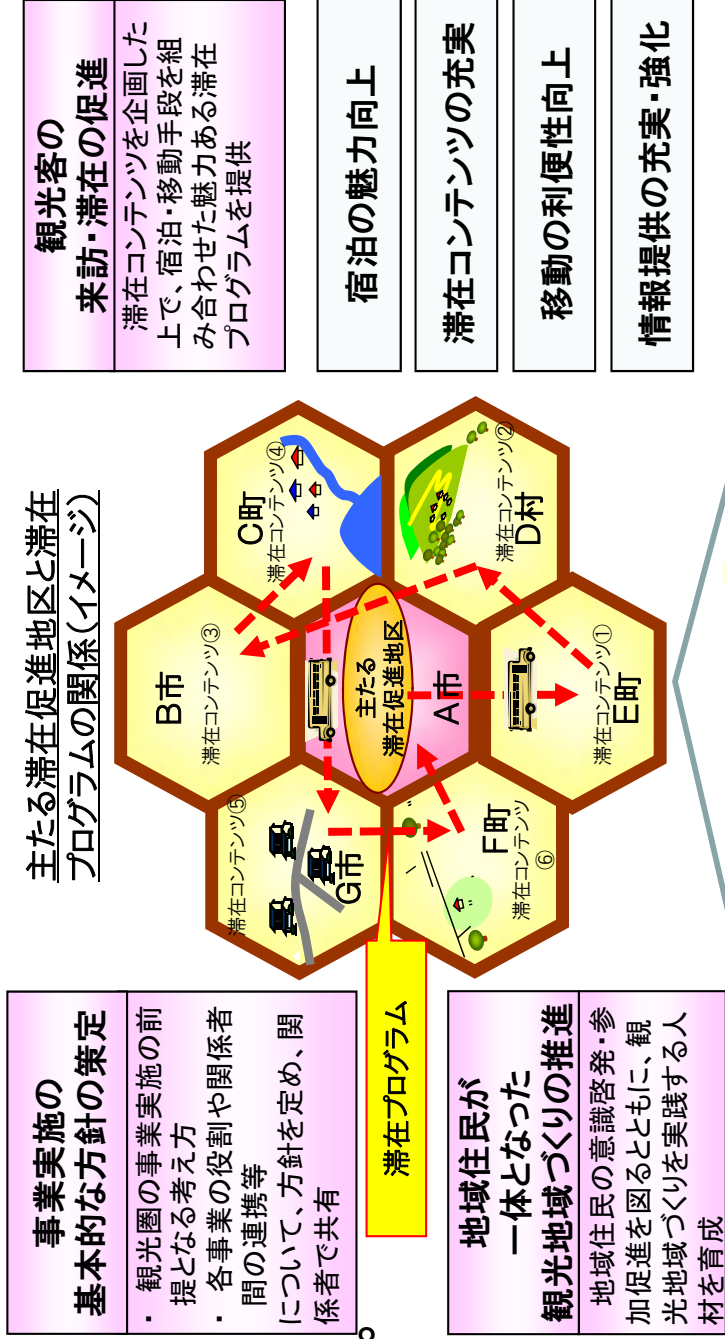 主たる滞在促進地区と滞在
プログラムの関係(イメージ)
事業実施の
基本的な方針の策定
・ 観光圏の事業実施の前
提となる考え方
・ 各事業の役割や関係者
間の連携等
について、方針を定め、関
係者で共有
地域住民が
一体となった
観光地域づくりの推進
地域住民の意識啓発・参
加促進を図るとともに、観
光地域づくりを実践する人
材を育成
滞在プログラム
B市
滞在コンテンツ③
C町
滞在コンテンツ④
滞在コンテンツ⑤
G市
主たる
滞在促進地区
A市
滞在コンテンツ②
D村
F町
滞在コンテンツ
⑥
滞在コンテンツ①
E町
観光客の
来訪・滞在の促進
滞在コンテンツを企画した
上で、宿泊・移動手段を組
み合わせた魅力ある滞在
プログラムを提供
宿泊の魅力向上
滞在コンテンツの充実
移動の利便性向上
情報提供の充実・強化